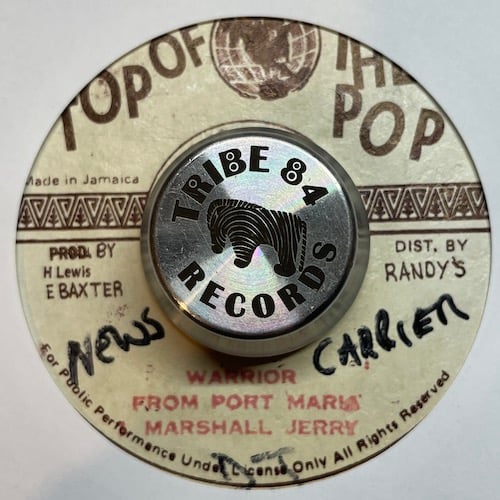 TOP OF THE POP
TRIBE 84 RECORDS
Made in Jamaica
PROD. BY
H Lewis
E BAXTER
DIST. BY
RANDY'S
NEWS CARRIER
WARRIOR
FROM PORT MARIA
MARSHALL JERRY
For Public Performance Under License Only All Rights Reserved